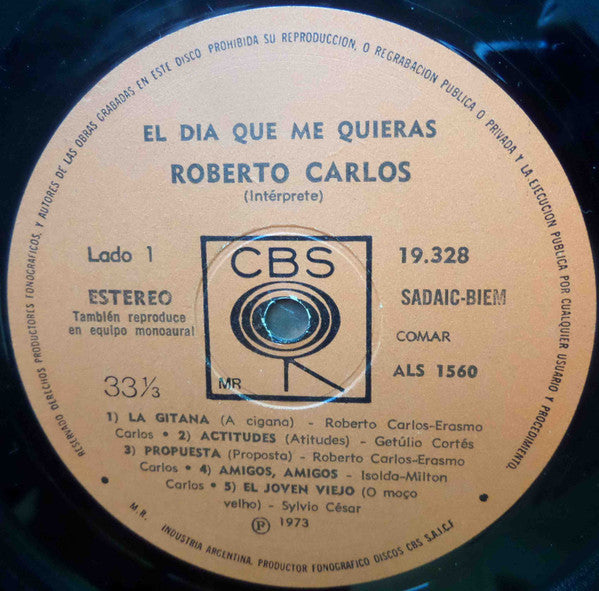 RESERVADO DERECHOS PRODUCTORES FONOGRAFICOS, Y AUTORES DE LAS OBRAS GRABADAS EN ESTE DISCO PROHIBIDA SU REPRODUCCION, O REGRABACION PUBLICA O PRIVADA Y LA EJECUCION PUBLICA POR CUALQUIER USUARIO Y PROCEDIMIENTO.
EL DIA QUE ME QUIERAS
ROBERTO CARLOS
(Intérprete)
Lado 1
CBS
19.328
ESTEREO
También reproduce
en equipo monoaural
SADAIC-BIEM
COMAR
33⅓
MR
ALS 1560
1) LA GITANA (A cigana) - Roberto Carlos-Erasmo
Carlos • 2) ACTITUDES (Atitudes) - Getúlio Cortés
3) PROPUESTA (Proposta) - Roberto Carlos-Erasmo
Carlos • 4) AMIGOS, AMIGOS - Isolda-Milton
Carlos • 5) EL JOVEN VIEJO (O moço
velho) - Sylvio César
Ⓟ 1973
M.R. INDUSTRIA ARGENTINA. PRODUCTOR FONOGRAFICO DISCOS CBS S.A.I.C.F